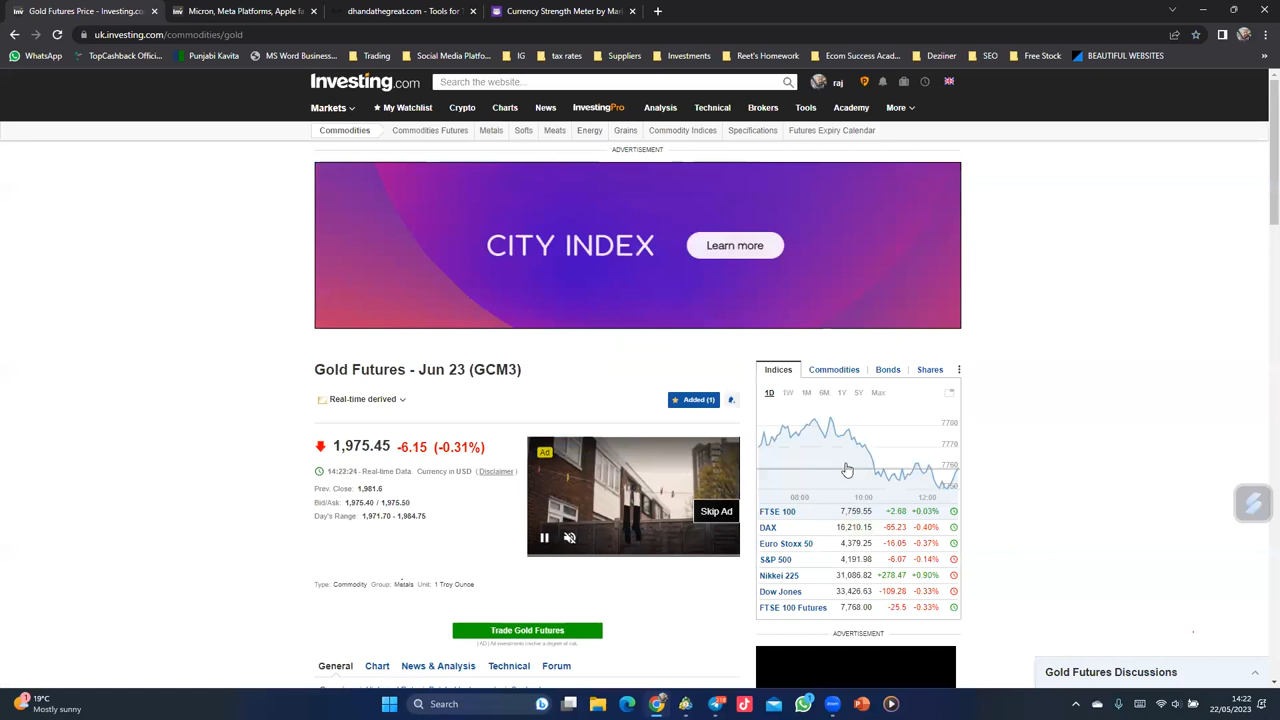 Gold Futures Price - Investing.c
Micron, Meta Platforms, Apple fa
dhanatrades.com
Currency Strength Meter by Mar
uk.investing.com/commodities/gold
WhatsApp
TopCashback Offic...
Punjabi Kavita
MS Word Business...
Trading
Social Media Platfo...
IG
tax rates
Suppliers
Investments
Reet's Homework
Ecom Success Acad...
Deziner
SEO
Free Stock
BEAUTIFUL WEBSITES
Investing.com
Search the website...
raj
Markets
My Watchlist
Crypto
Charts
News
InvestingPro
Analysis
Technical
Brokers
Tools
Academy
More
Commodities
Commodities Futures
Metals
Softs
Meats
Energy
Grains
Commodity Indices
Specifications
Futures Expiry Calendar
ADVERTISEMENT
CITY INDEX
Learn more
Gold Futures - Jun 23 (GCM3)
Real-time derived
Added (1)
1,975.45 -6.15 (-0.31%)
14:22:24 - Real-time Data. Currency in USD ( Disclaimer )
Prev. Close: 1,981.6
Bid/Ask: 1,975.40 / 1,975.50
Day's Range: 1,971.70 - 1,984.75
Ad
Skip Ad
Type: Commodity Group: Metals Unit: 1 Troy Ounce
Trade Gold Futures
General
Chart
News & Analysis
Technical
Forum
Indices
Commodities
Bonds
Shares
1D 1W 1M 6M 1Y 5Y Max
7780
7770
7760
7750
08:00 10:00 12:00
FTSE 100 7,759.55 +2.68 +0.03%
DAX 16,210.15 -65.23 -0.40%
Euro Stoxx 50 4,379.25 -16.05 -0.37%
S&P 500 4,191.98 -6.07 -0.14%
Nikkei 225 31,086.82 +278.47 +0.90%
Dow Jones 33,426.63 -109.28 -0.33%
FTSE 100 Futures 7,768.00 -25.5 -0.33%
ADVERTISEMENT
Gold Futures Discussions
19°C
Mostly sunny
Search
14:22
22/05/2023